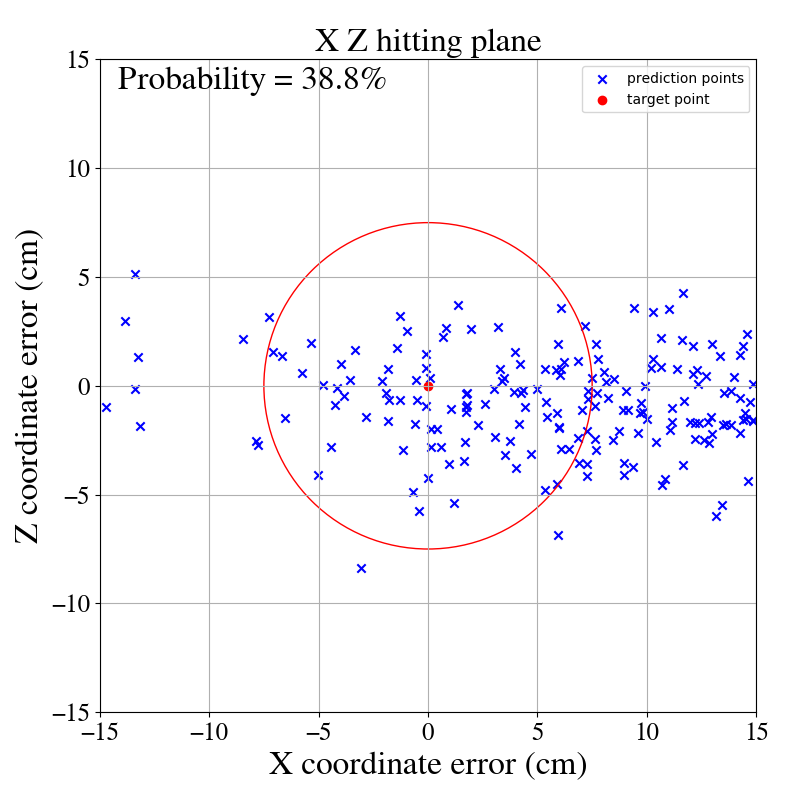 X Z hitting plane
Probability = 38.8%
prediction points
target point
Z coordinate error (cm)
15
10
5
0
−5
−10
−15
−15
−10
−5
0
5
10
15
X coordinate error (cm)